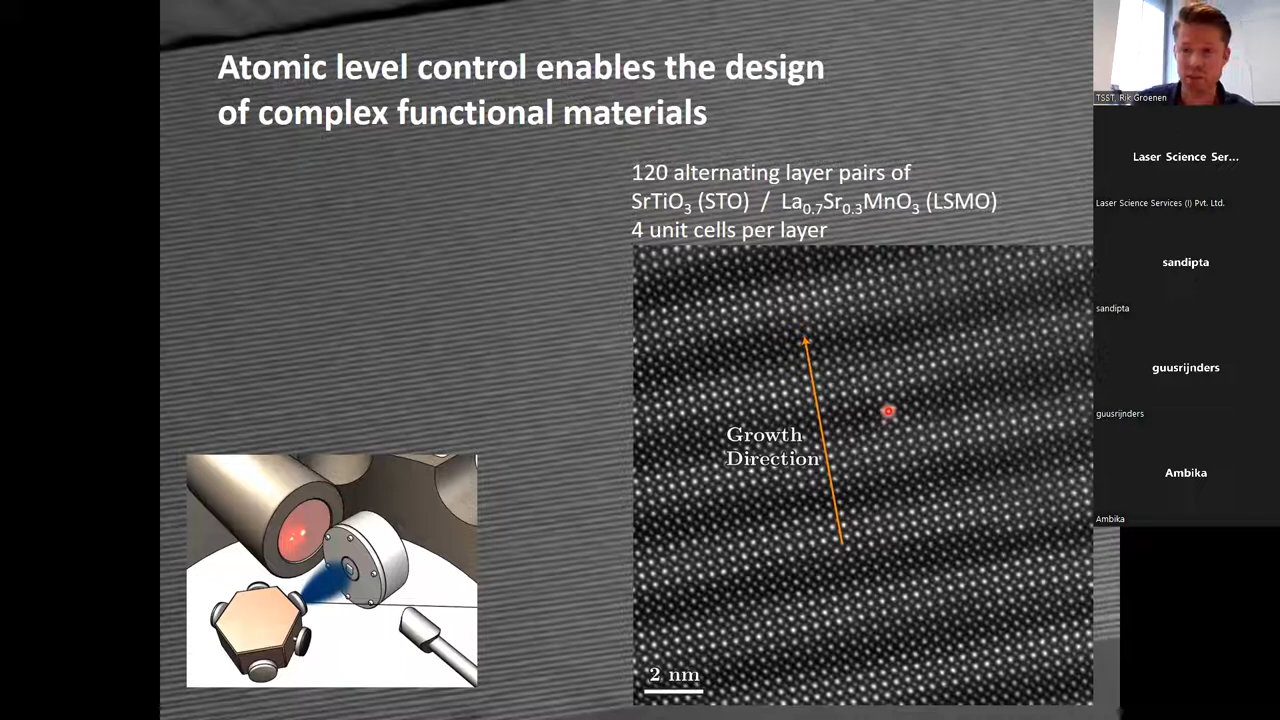 Atomic level control enables the design
of complex functional materials
120 alternating layer pairs of
SrTiO₃ (STO) / La₀.₇Sr₀.₃MnO₃ (LSMO)
4 unit cells per layer
Growth
Direction
2 nm
TSST, Rik Groenen
Laser Science Ser...
Laser Science Services (I) Pvt. Ltd.
sandipta
sandipta
guusrijnders
guusrijnders
Ambika
Ambika